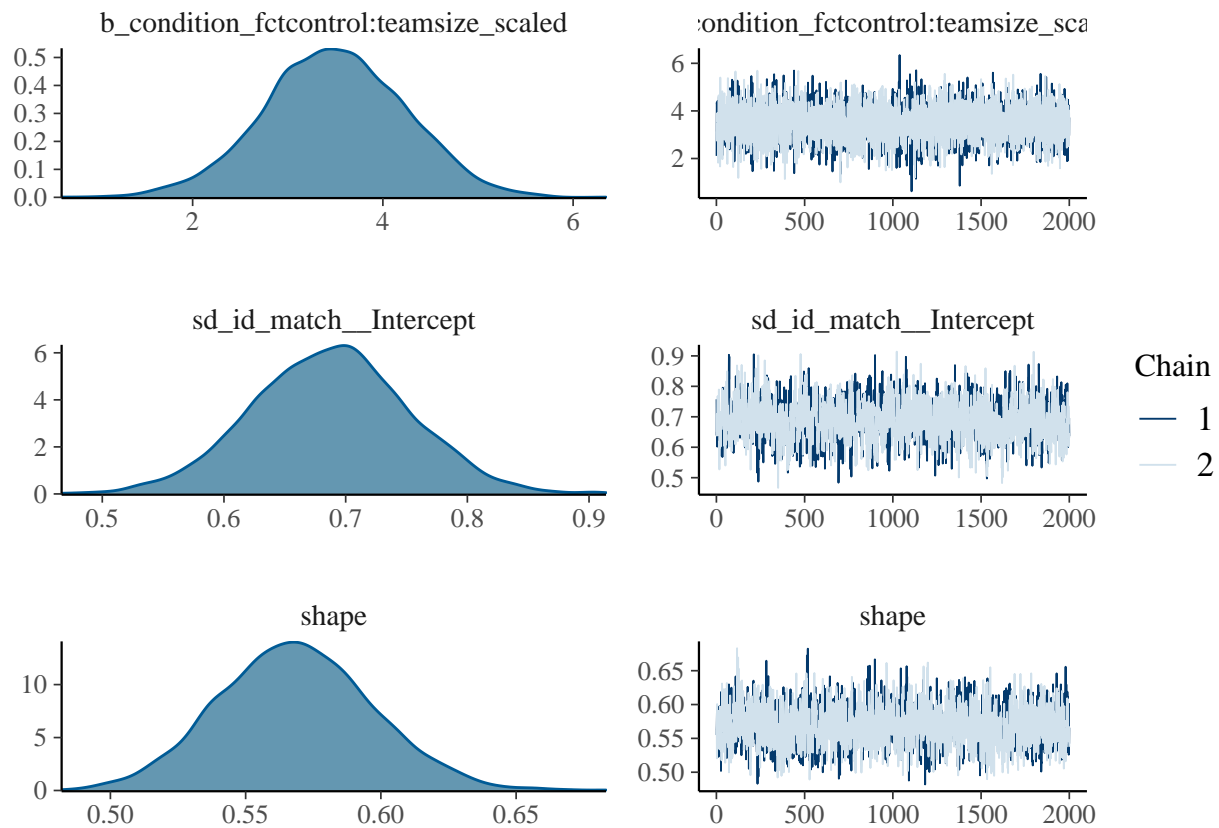 b_condition_fctcontrol:teamsize_scaled
condition_fctcontrol:teamsize_sca
0.5
0.4
0.3
0.2
0.1
0.0
2 4 6
6
4
2
0 500 1000 1500 2000
sd_id_match__Intercept
sd_id_match__Intercept
6
4
2
0
0.5 0.6 0.7 0.8 0.9
0.9
0.8
0.7
0.6
0.5
0 500 1000 1500 2000
Chain
1
2
shape
shape
10
5
0
0.50 0.55 0.60 0.65
0.65
0.60
0.55
0.50
0 500 1000 1500 2000